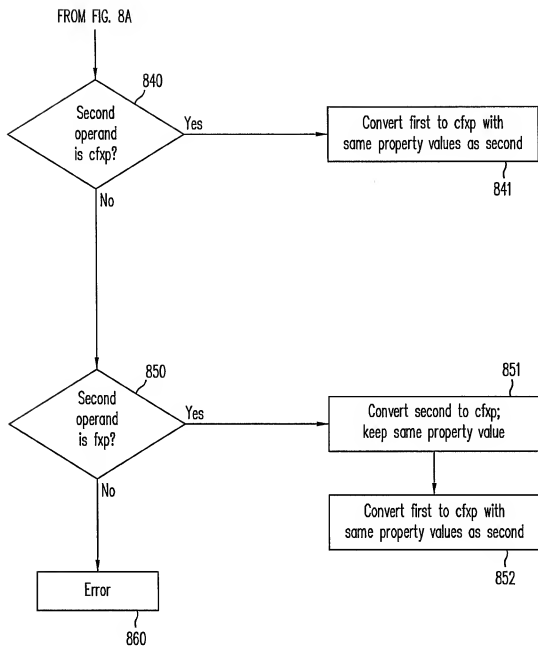 FROM FIG. 8A
840
Second
operand
is cfxp?
Yes
Convert first to cfxp with
same property values as second
841
No
850
Second
operand
is fxp?
Yes
851
Convert second to cfxp;
keep same property value
No
Convert first to cfxp with
same property values as second
852
Error
860